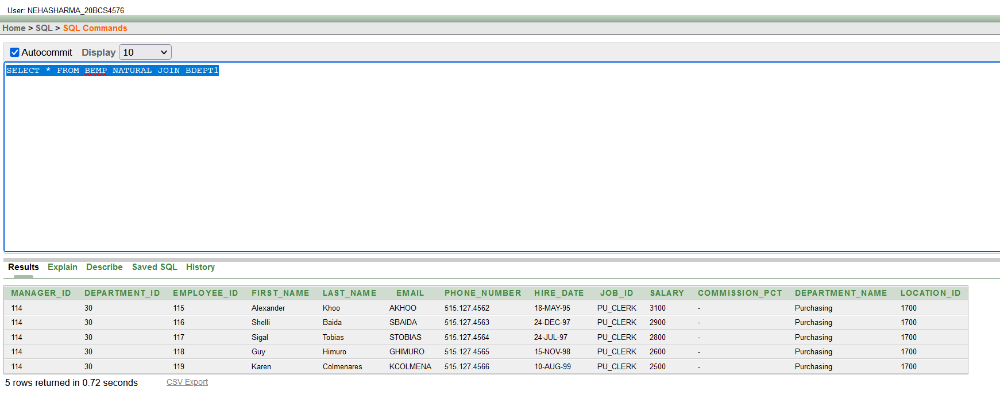 User: NEHASHARMA_20BCS4576
Home > SQL > SQL Commands
Autocommit Display 10
SELECT * FROM BEMP NATURAL JOIN BDEPT1
Results Explain Describe Saved SQL History
MANAGER_ID DEPARTMENT_ID EMPLOYEE_ID FIRST_NAME LAST_NAME EMAIL PHONE_NUMBER HIRE_DATE JOB_ID SALARY COMMISSION_PCT DEPARTMENT_NAME LOCATION_ID
114 30 115 Alexander Khoo AKHOO 515.127.4562 18-MAY-95 PU_CLERK 3100 - Purchasing 1700
114 30 116 Shelli Baida SBAIDA 515.127.4563 24-DEC-97 PU_CLERK 2900 - Purchasing 1700
114 30 117 Sigal Tobias STOBIAS 515.127.4564 24-JUL-97 PU_CLERK 2800 - Purchasing 1700
114 30 118 Guy Himuro GHIMURO 515.127.4565 15-NOV-98 PU_CLERK 2600 - Purchasing 1700
114 30 119 Karen Colmenares KCOLMENA 515.127.4566 10-AUG-99 PU_CLERK 2500 - Purchasing 1700
5 rows returned in 0.72 seconds CSV Export